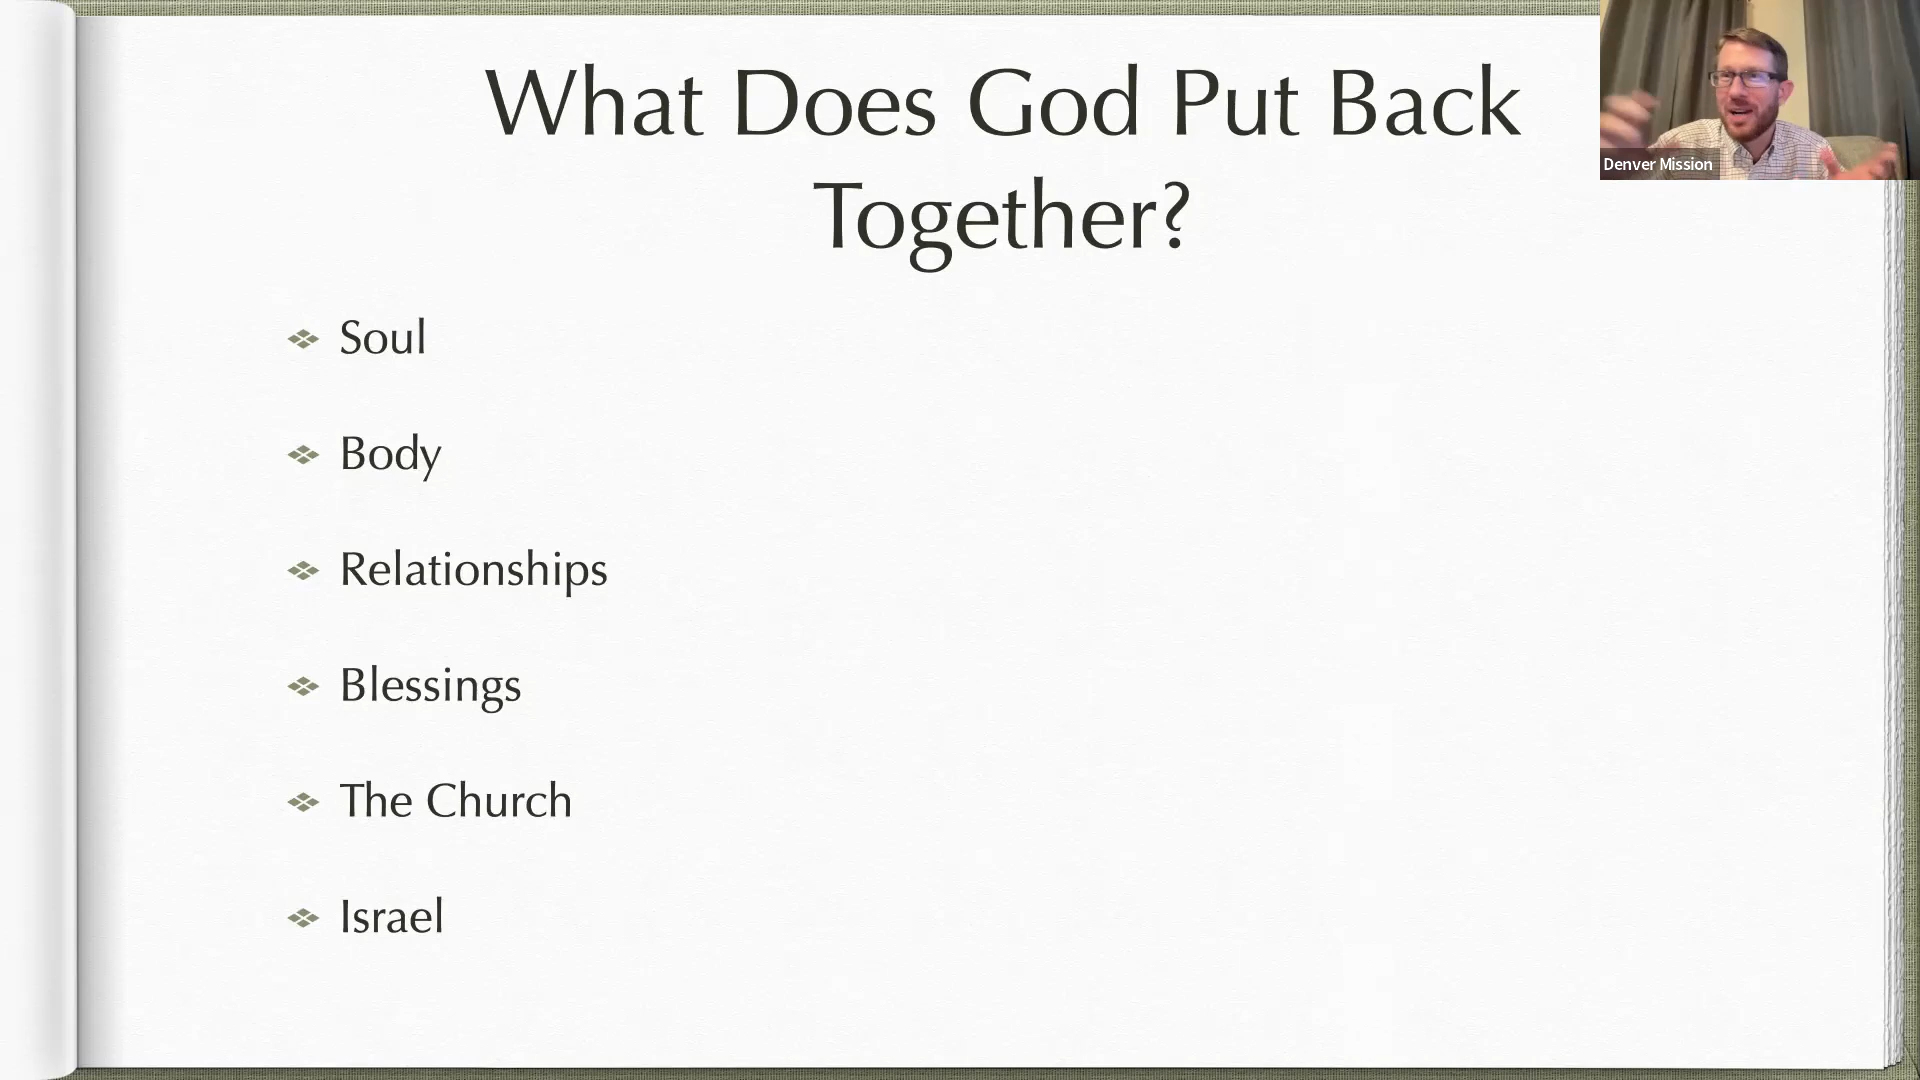 What Does God Put Back
Together?
Denver Mission
Soul
Body
Relationships
Blessings
The Church
Israel